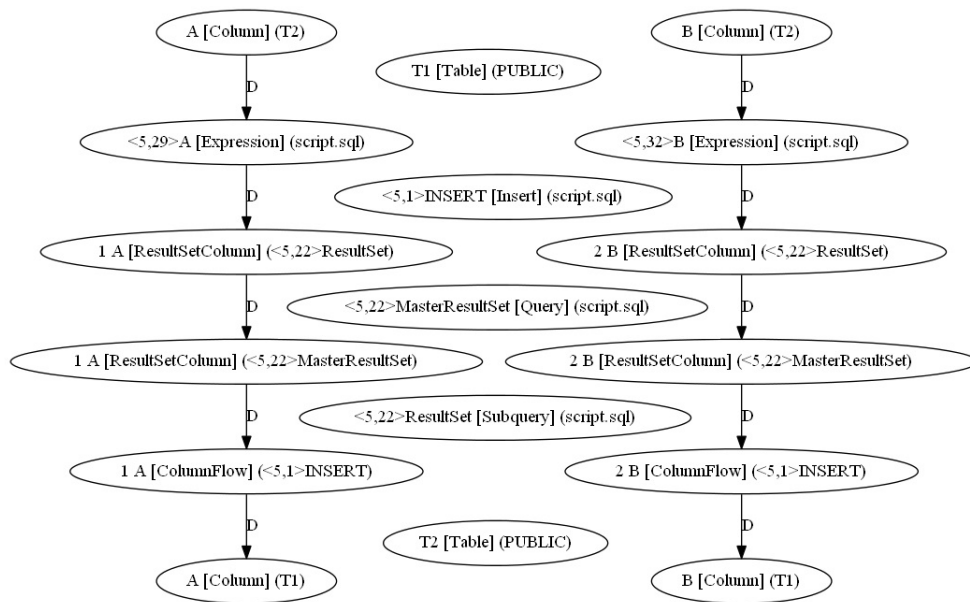 A [Column] (T2)
B [Column] (T2)
T1 [Table] (PUBLIC)
D
D
<5,29>A [Expression] (script.sql)
<5,32>B [Expression] (script.sql)
D
D
<5,1>INSERT [Insert] (script.sql)
1 A [ResultSetColumn] (<5,22>ResultSet)
2 B [ResultSetColumn] (<5,22>ResultSet)
D
D
<5,22>MasterResultSet [Query] (script.sql)
1 A [ResultSetColumn] (<5,22>MasterResultSet)
2 B [ResultSetColumn] (<5,22>MasterResultSet)
D
D
<5,22>ResultSet [Subquery] (script.sql)
1 A [ColumnFlow] (<5,1>INSERT)
2 B [ColumnFlow] (<5,1>INSERT)
D
D
T2 [Table] (PUBLIC)
A [Column] (T1)
B [Column] (T1)